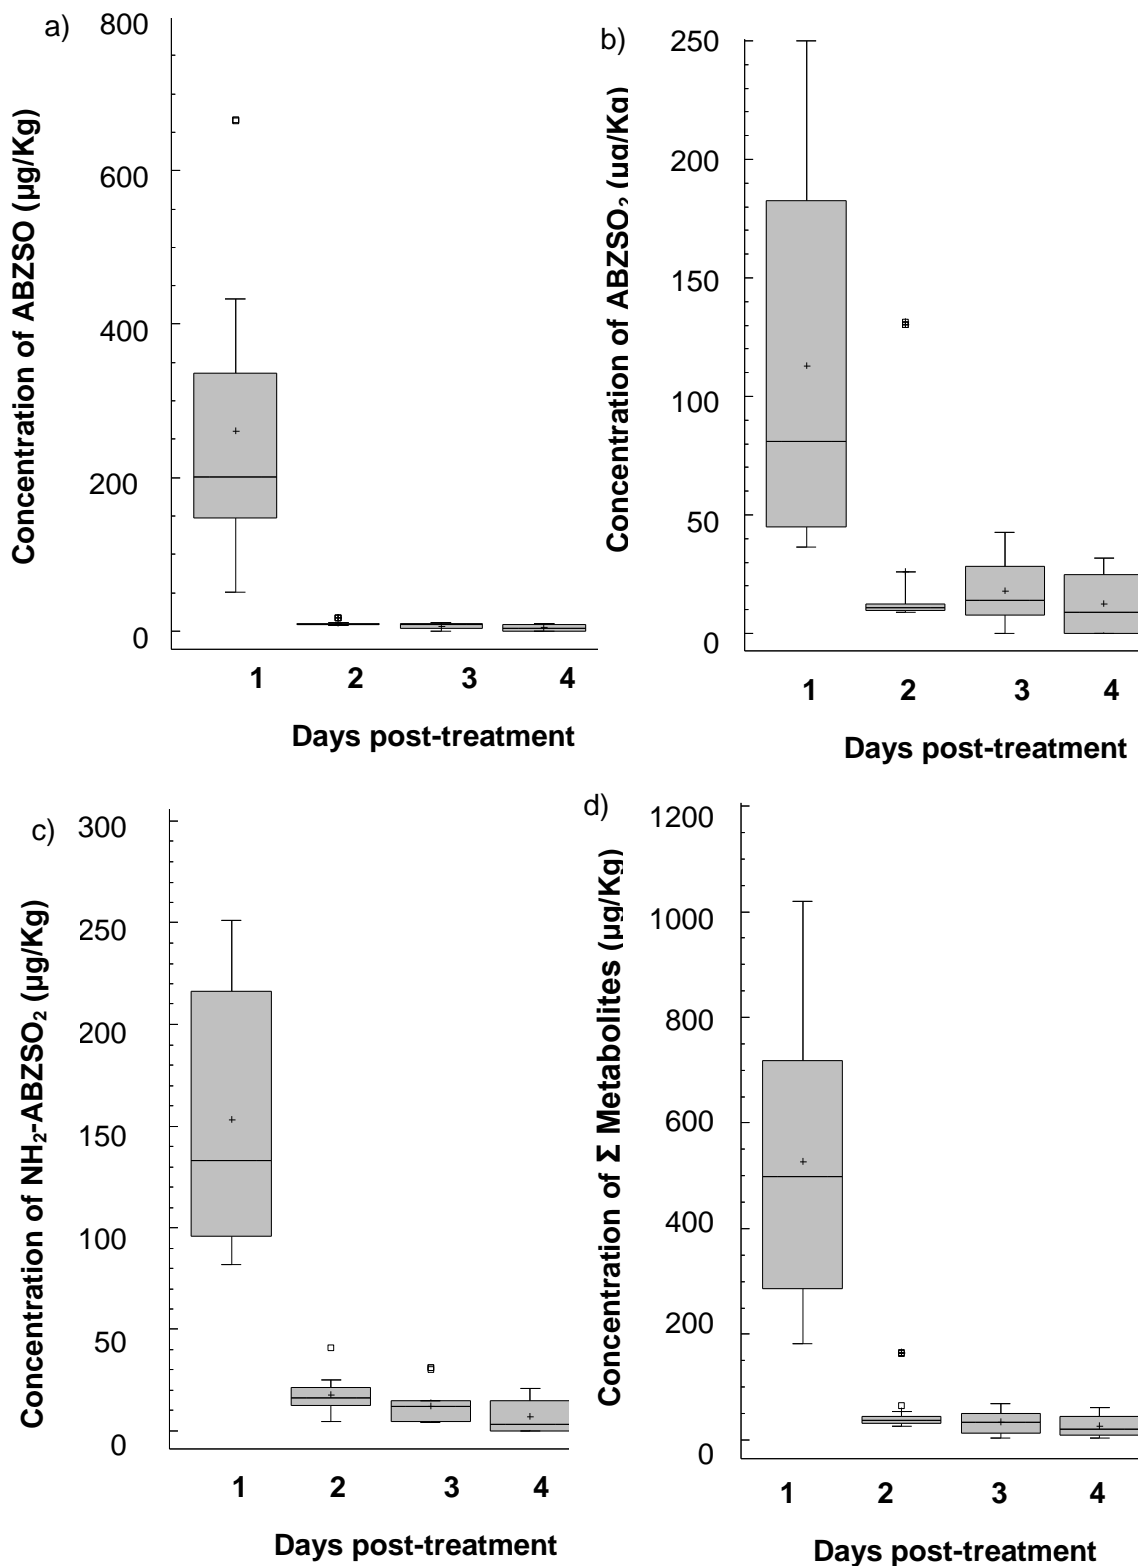 a)
Concentration of ABZSO (µg/Kg)
800
600
400
200
0
1 2 3 4
Days post-treatment
b)
Concentration of ABZSO₂ (µg/Kg)
250
200
150
100
50
0
1 2 3 4
Days post-treatment
c)
Concentration of NH₂-ABZSO₂ (µg/Kg)
300
250
200
150
100
50
0
1 2 3 4
Days post-treatment
d)
Concentration of Σ Metabolites (µg/Kg)
1200
1000
800
600
400
200
0
1 2 3 4
Days post-treatment